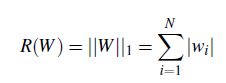 R(W) = ||W||₁ = ∑ᵢ₌₁ᴺ |wᵢ|